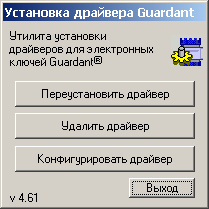 Установка драйвера Guardant
Утилита установки
драйверов для электронных
ключей Guardant®
Переустановить драйвер
Удалить драйвер
Конфигурировать драйвер
v 4.61
Выход